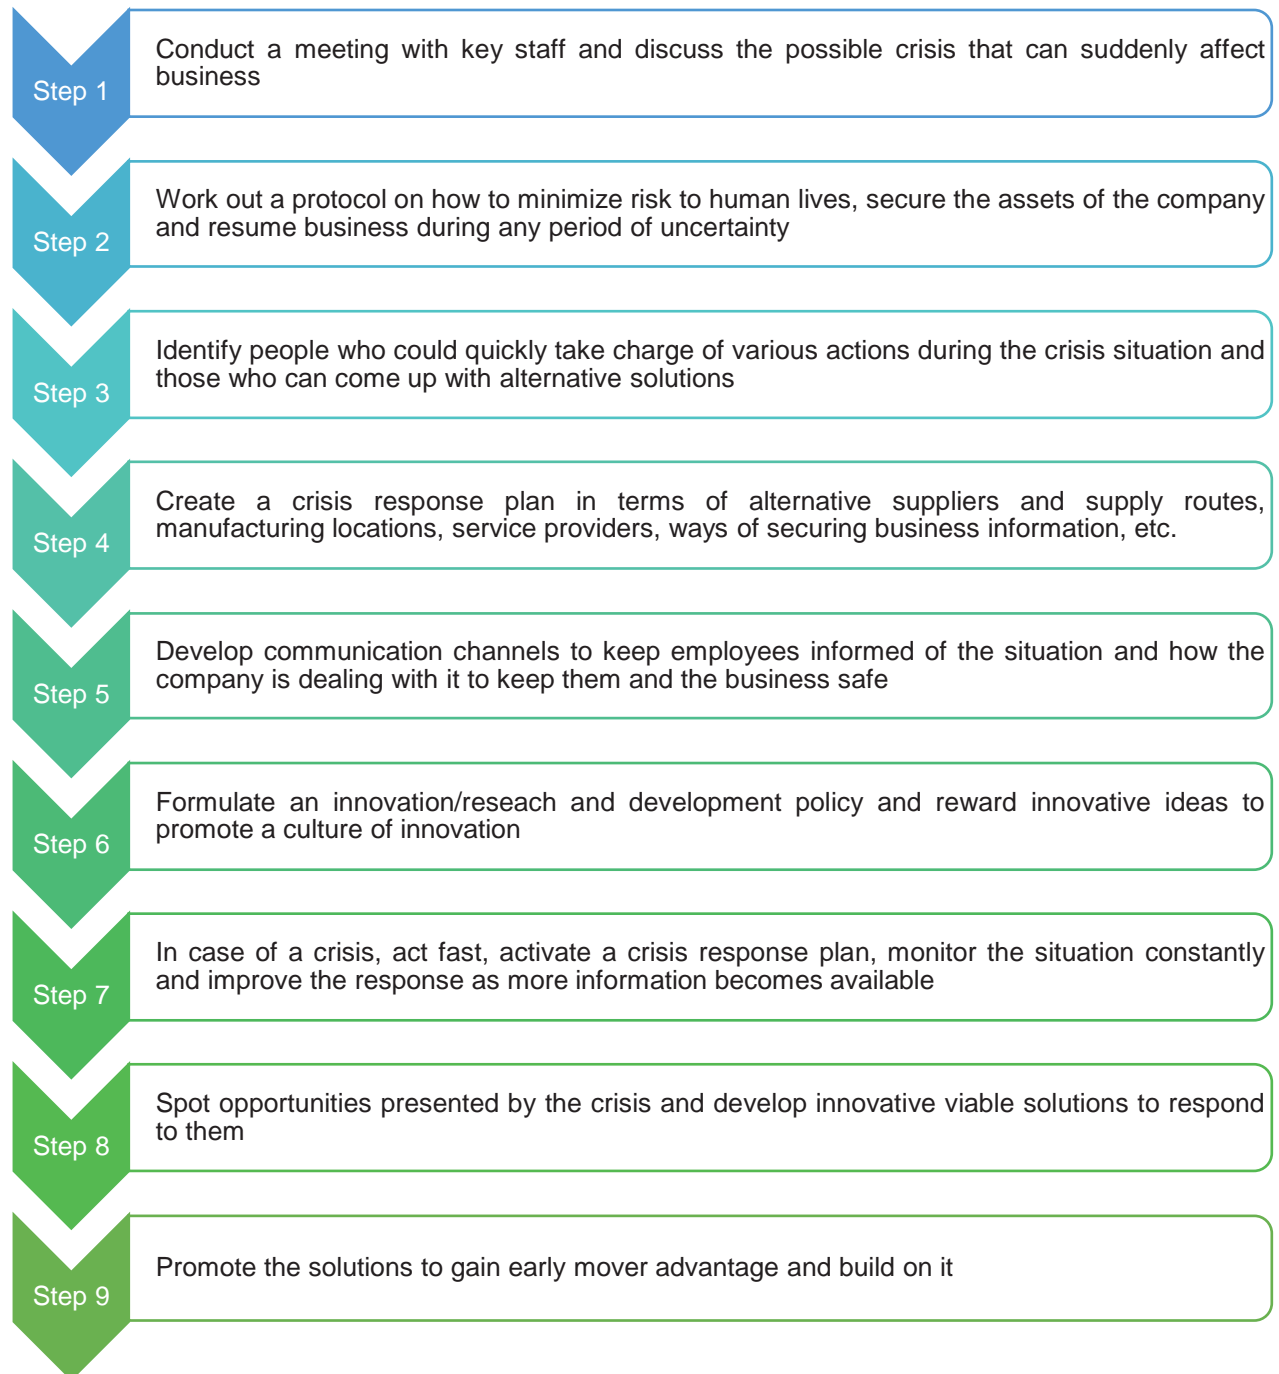 Step 1
Conduct a meeting with key staff and discuss the possible crisis that can suddenly affect
business
Step 2
Work out a protocol on how to minimize risk to human lives, secure the assets of the company
and resume business during any period of uncertainty
Step 3
Identify people who could quickly take charge of various actions during the crisis situation and
those who can come up with alternative solutions
Step 4
Create a crisis response plan in terms of alternative suppliers and supply routes,
manufacturing locations, service providers, ways of securing business information, etc.
Step 5
Develop communication channels to keep employees informed of the situation and how the
company is dealing with it to keep them and the business safe
Step 6
Formulate an innovation/reseach and development policy and reward innovative ideas to
promote a culture of innovation
Step 7
In case of a crisis, act fast, activate a crisis response plan, monitor the situation constantly
and improve the response as more information becomes available
Step 8
Spot opportunities presented by the crisis and develop innovative viable solutions to respond
to them
Step 9
Promote the solutions to gain early mover advantage and build on it